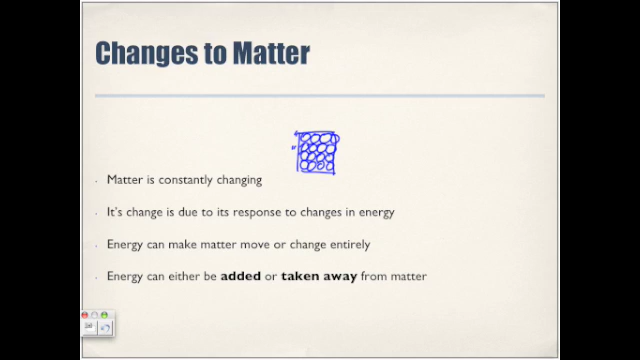 Changes to Matter
Matter is constantly changing
It's change is due to its response to changes in energy
Energy can make matter move or change entirely
Energy can either be added or taken away from matter